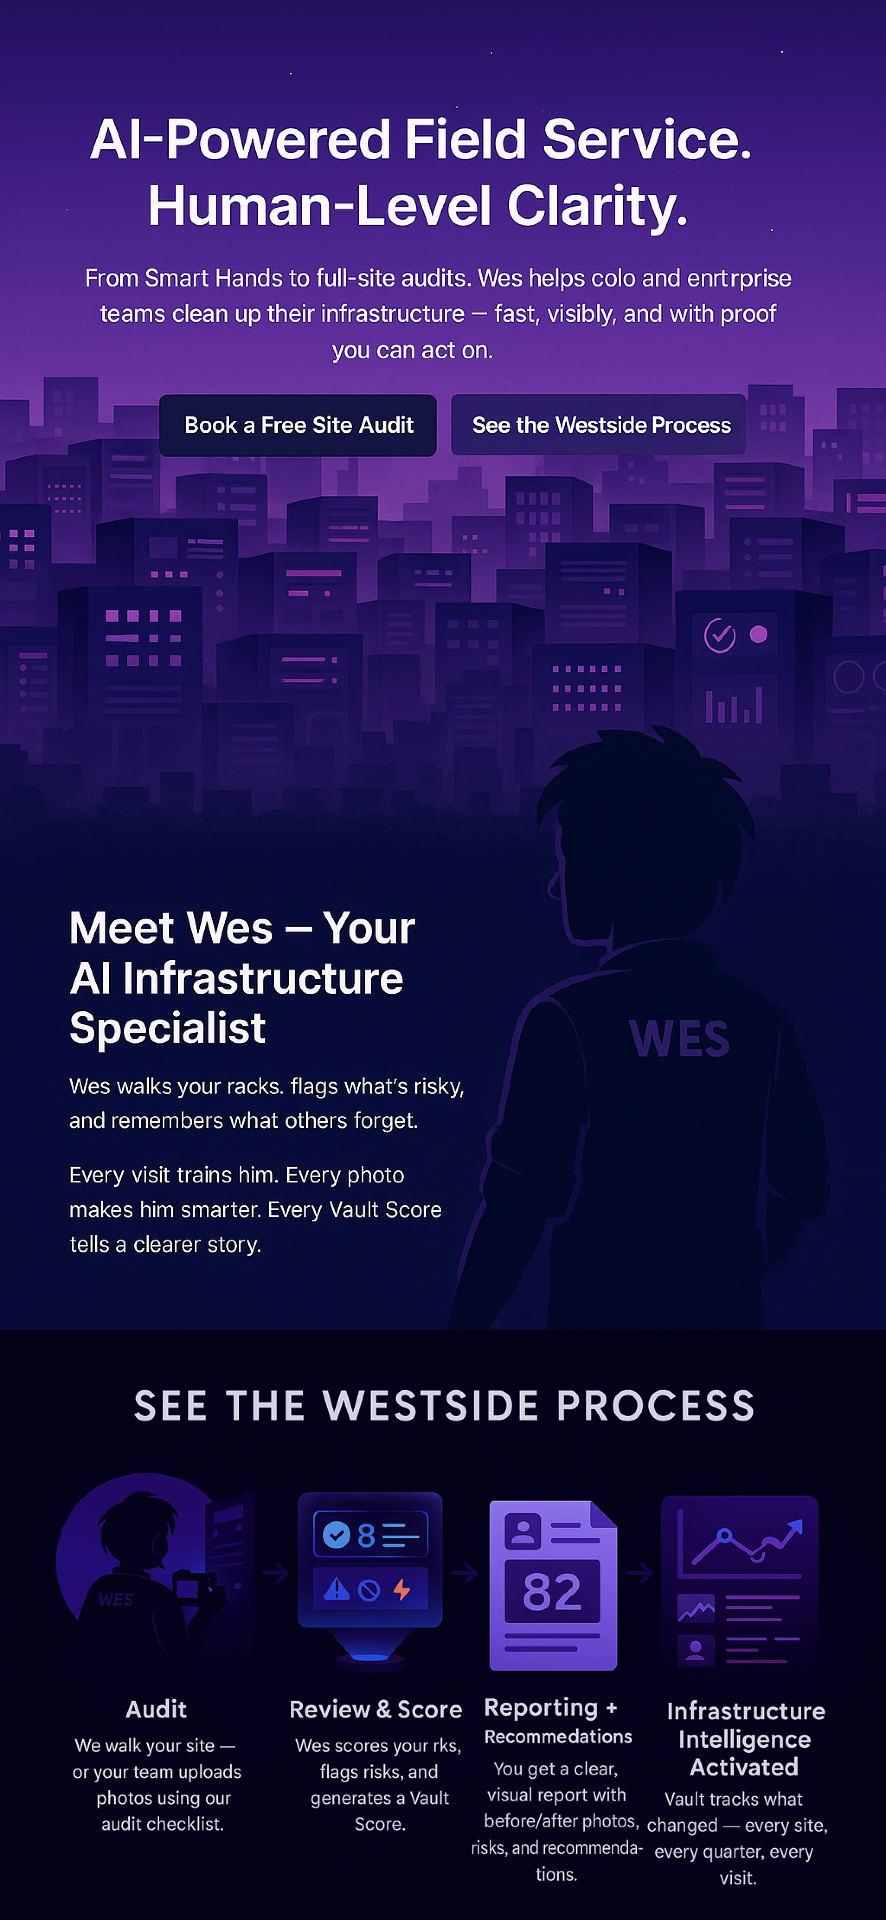 AI-Powered Field Service.
Human-Level Clarity.
From Smart Hands to full-site audits. Wes helps colo and enrtrprise
teams clean up their infrastructure — fast, visibly, and with proof
you can act on.
Book a Free Site Audit
See the Westside Process
Meet Wes – Your
AI Infrastructure
Specialist
WES
Wes walks your racks. flags what's risky,
and remembers what others forget.
Every visit trains him. Every photo
makes him smarter. Every Vault Score
tells a clearer story.
SEE THE WESTSIDE PROCESS
WES
8
82
Audit
We walk your site —
or your team uploads
photos using our
audit checklist.
Review & Score
Wes scores your rks,
flags risks, and
generates a Vault
Score.
Reporting +
Recommedations
You get a clear,
visual report with
before/after photos,
risks, and recommenda-
tions.
Infrastructure
Intelligence
Activated
Vault tracks what
changed — every site,
every quarter, every
visit.